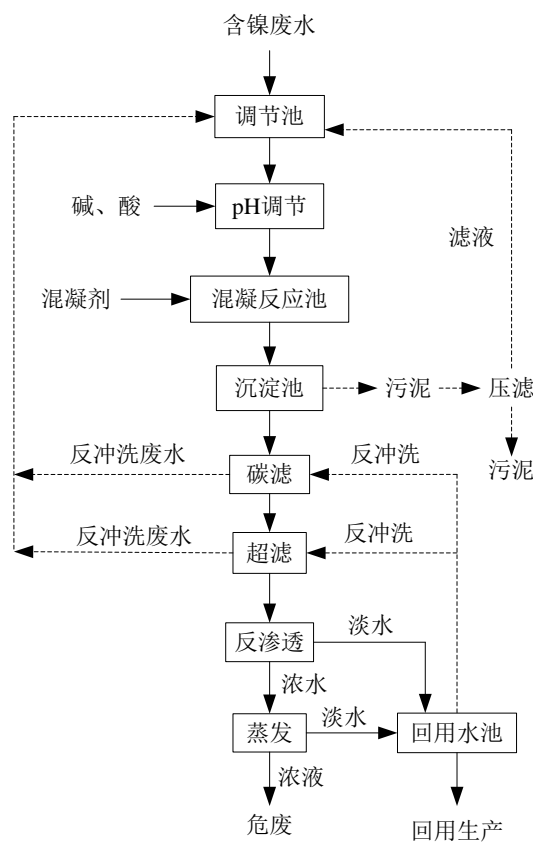 含镍废水
调节池
碱、酸
pH调节
滤液
混凝剂
混凝反应池
沉淀池
污泥
压滤
反冲洗废水
碳滤
反冲洗
污泥
反冲洗废水
超滤
反冲洗
反渗透
淡水
浓水
蒸发
淡水
回用水池
浓液
危废
回用生产